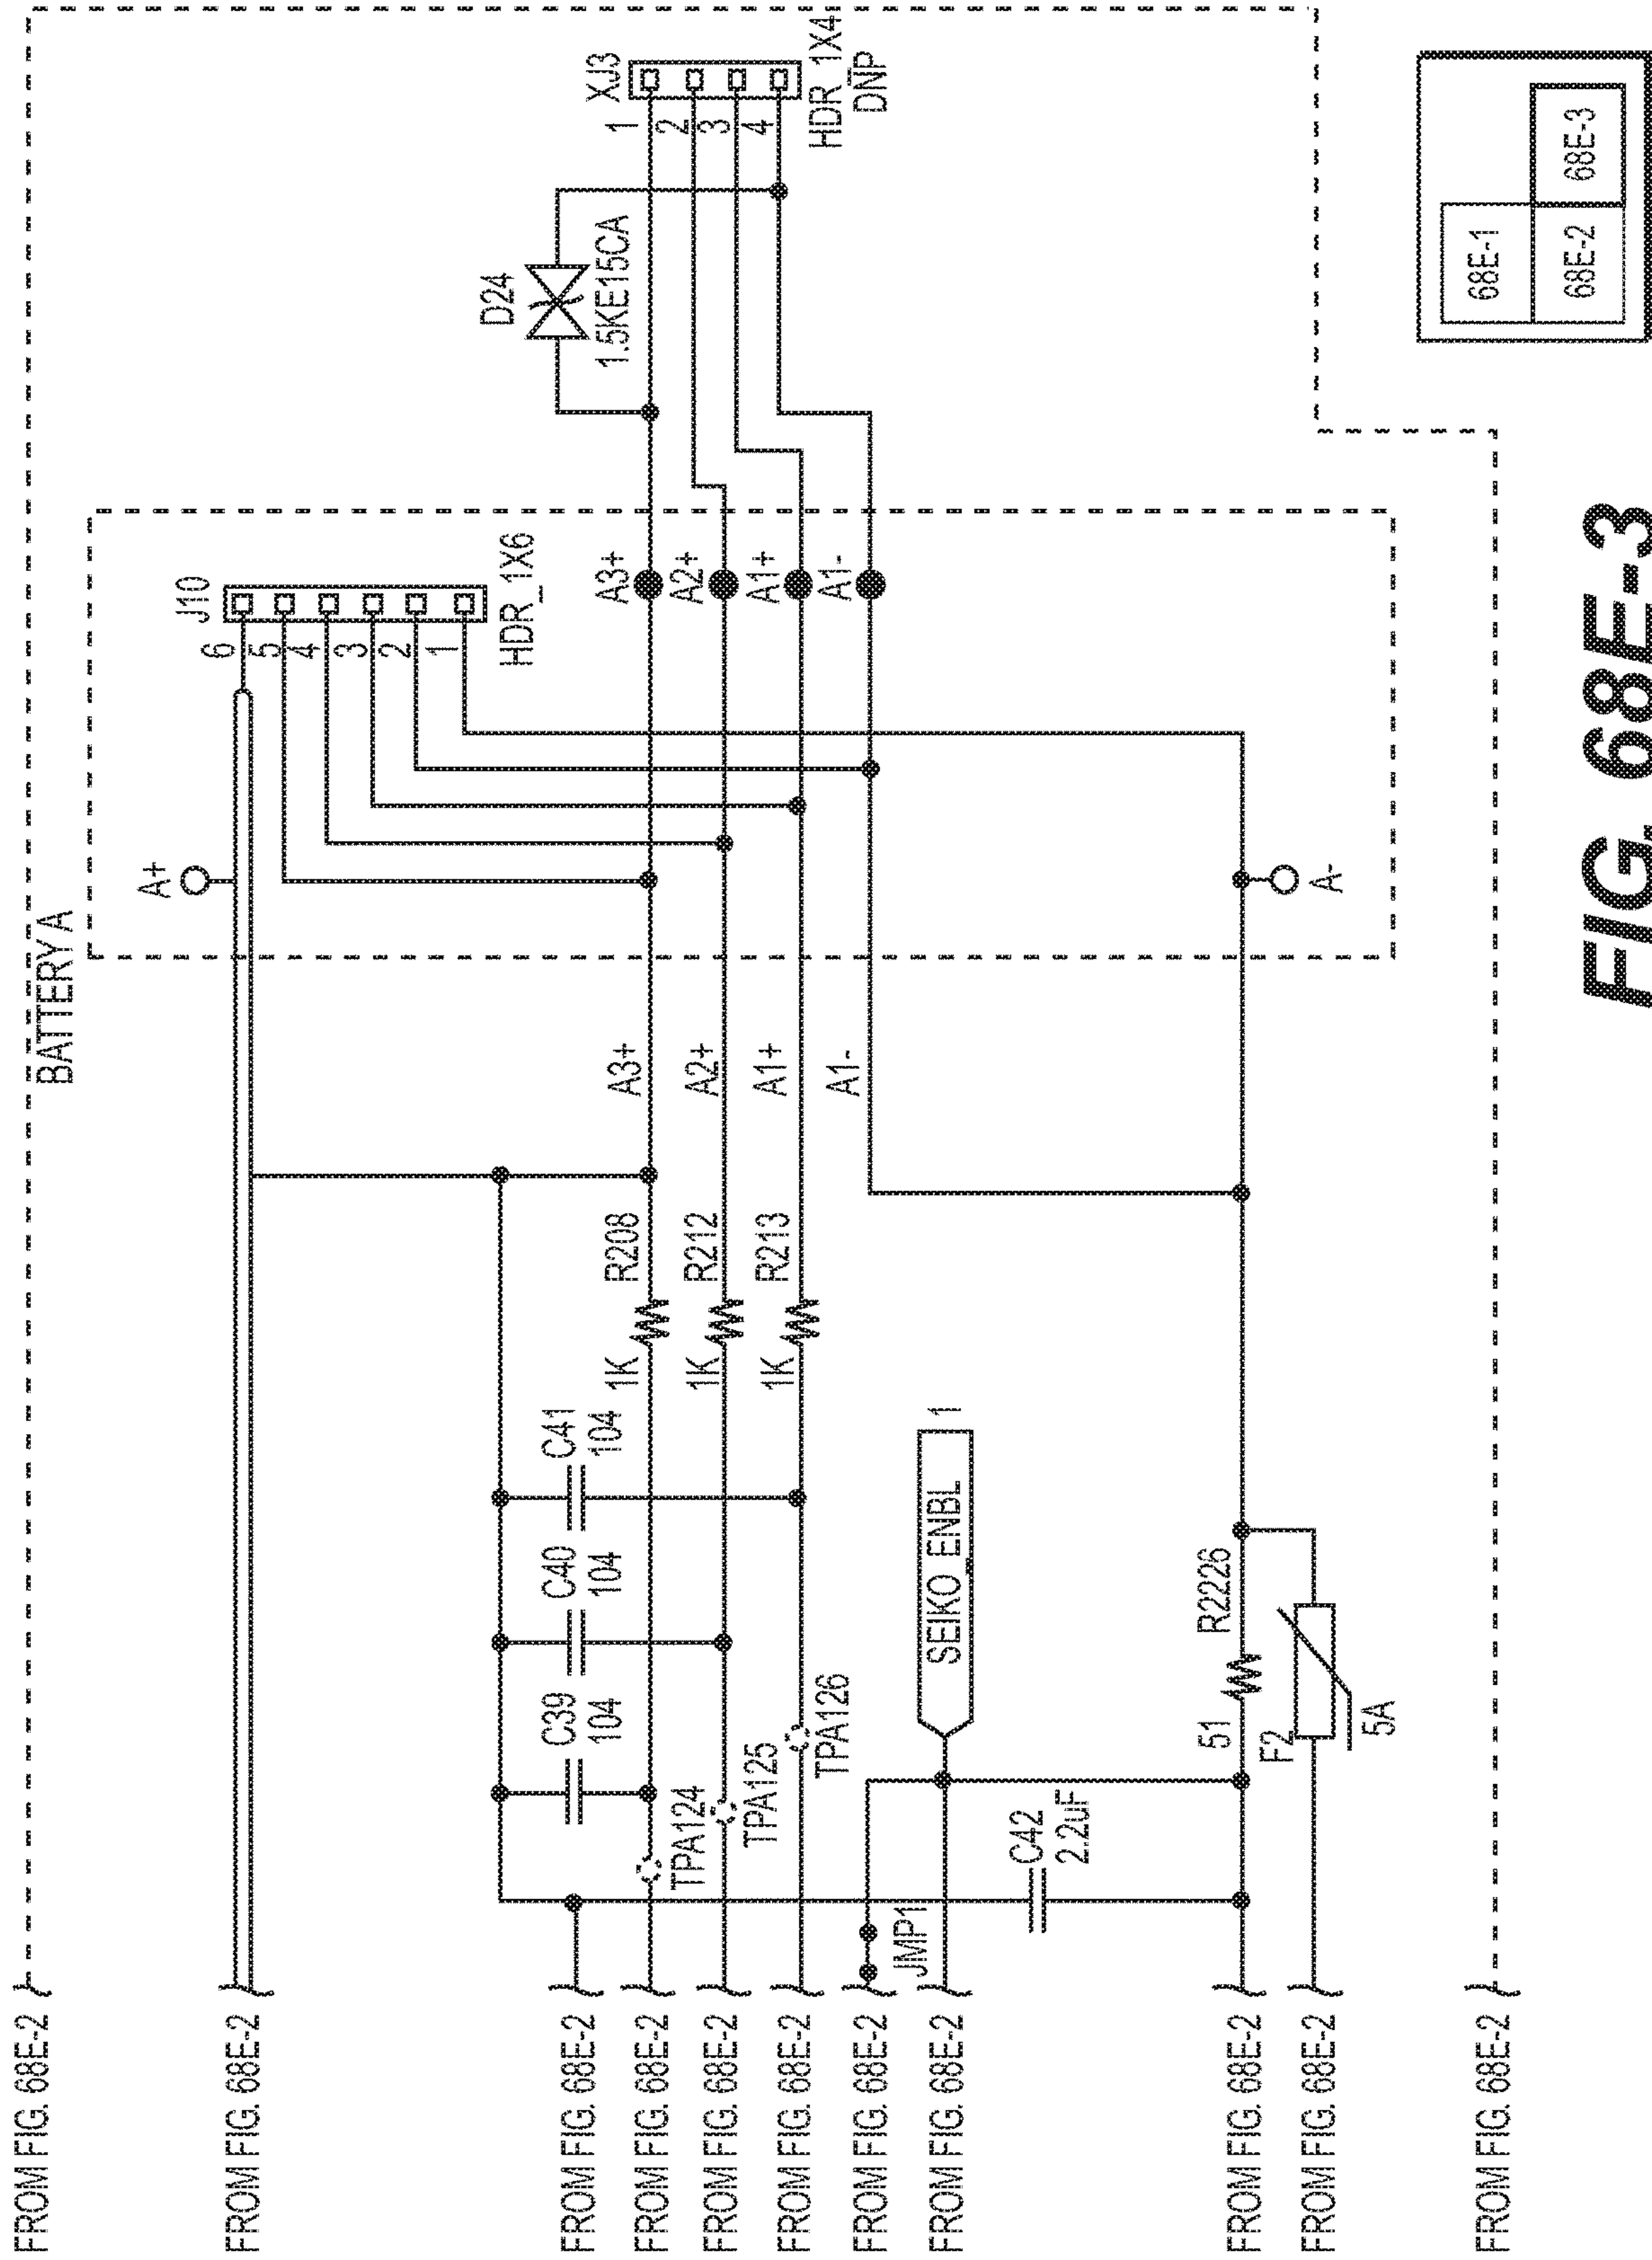 BATTERY A
A+
J10
6
5
4
3
2
1
HDR_1X6
D24
1.5KE15CA
XJ3
1
2
3
4
HDR_1X4
DNP
A3+
A2+
A1+
A1-
A3+
A2+
A1+
A1-
C39
104
C40
104
C41
104
1K
R208
1K
R212
1K
R213
TPA124
TPA125
TPA126
SEIKO_ENBL
1
JMP1
C42
2.2uF
51
R2226
F2
5A
A-
FROM FIG. 68E-2
FROM FIG. 68E-2
FROM FIG. 68E-2
FROM FIG. 68E-2
FROM FIG. 68E-2
FROM FIG. 68E-2
FROM FIG. 68E-2
FROM FIG. 68E-2
FROM FIG. 68E-2
FROM FIG. 68E-2
FROM FIG. 68E-2
68E-1
68E-2
68E-3
FIG. 68E-3